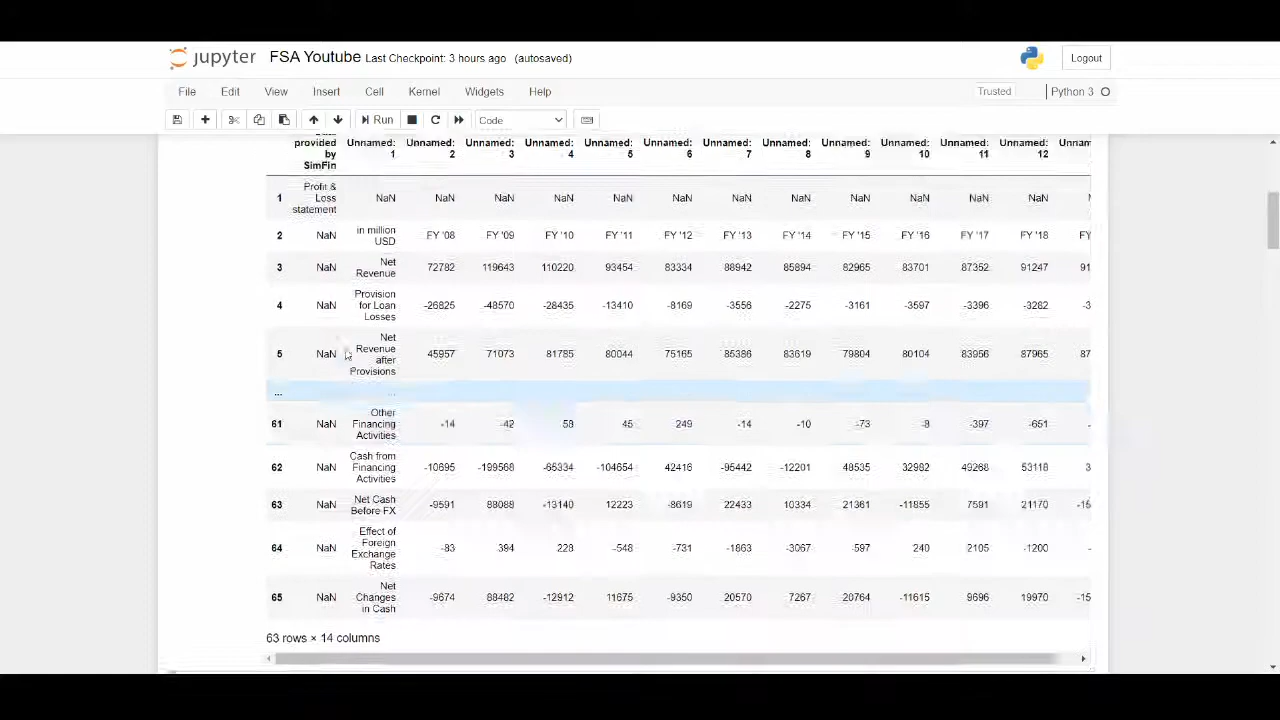 jupyter FSA Youtube Last Checkpoint: 3 hours ago (autosaved) Logout
File Edit View Insert Cell Kernel Widgets Help Trusted Python 3
Run Code
provided by SimFin Unnamed: 1 Unnamed: 2 Unnamed: 3 Unnamed: 4 Unnamed: 5 Unnamed: 6 Unnamed: 7 Unnamed: 8 Unnamed: 9 Unnamed: 10 Unnamed: 11 Unnamed: 12
1 Profit & Loss statement NaN NaN NaN NaN NaN NaN NaN NaN NaN NaN NaN NaN
2 NaN in million USD FY '08 FY '09 FY '10 FY '11 FY '12 FY '13 FY '14 FY '15 FY '16 FY '17 FY '18 FY
3 NaN Net Revenue 72782 119643 110220 93454 83334 88942 85894 82965 83701 87352 91247 91
4 NaN Provision for Loan Losses -26825 -48570 -28435 -13410 -8169 -3556 -2275 -3161 -3597 -3396 -3282 -3
5 NaN Net Revenue after Provisions 45957 71073 81785 80044 75165 85386 83619 79804 80104 83956 87965 87
... ...
61 NaN Other Financing Activities -14 -42 58 45 249 -14 -10 -73 -8 -397 -651 -
62 NaN Cash from Financing Activities -10695 -199568 -65334 -104654 42416 -95442 -12201 48535 32982 49268 53118 3
63 NaN Net Cash Before FX -9591 88088 -13140 12223 -8619 22433 10334 21361 -11855 7591 21170 -15
64 NaN Effect of Foreign Exchange Rates -83 394 228 -548 -731 -1863 -3067 -597 240 2105 -1200 -
65 NaN Net Changes in Cash -9674 88482 -12912 11675 -9350 20570 7267 20764 -11615 9696 19970 -15
63 rows × 14 columns